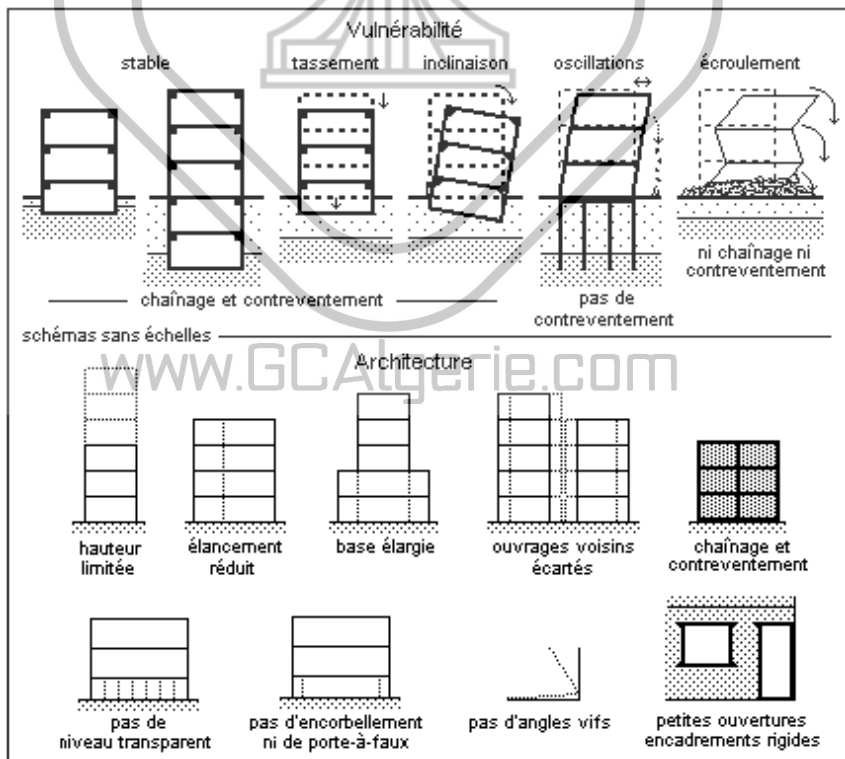 Vulnérabilité
stable
tassement
inclinaison
oscillations
écroulement
chaînage et contreventement
pas de
contreventement
ni chaînage ni
contreventement
schémas sans échelles
Architecture
www.GCAlgerie.com
hauteur
limitée
élancement
réduit
base élargie
ouvrages voisins
écartés
chaînage et
contreventement
pas de
niveau transparent
pas d'encorbellement
ni de porte-à-faux
pas d'angles vifs
petites ouvertures
encadrements rigides